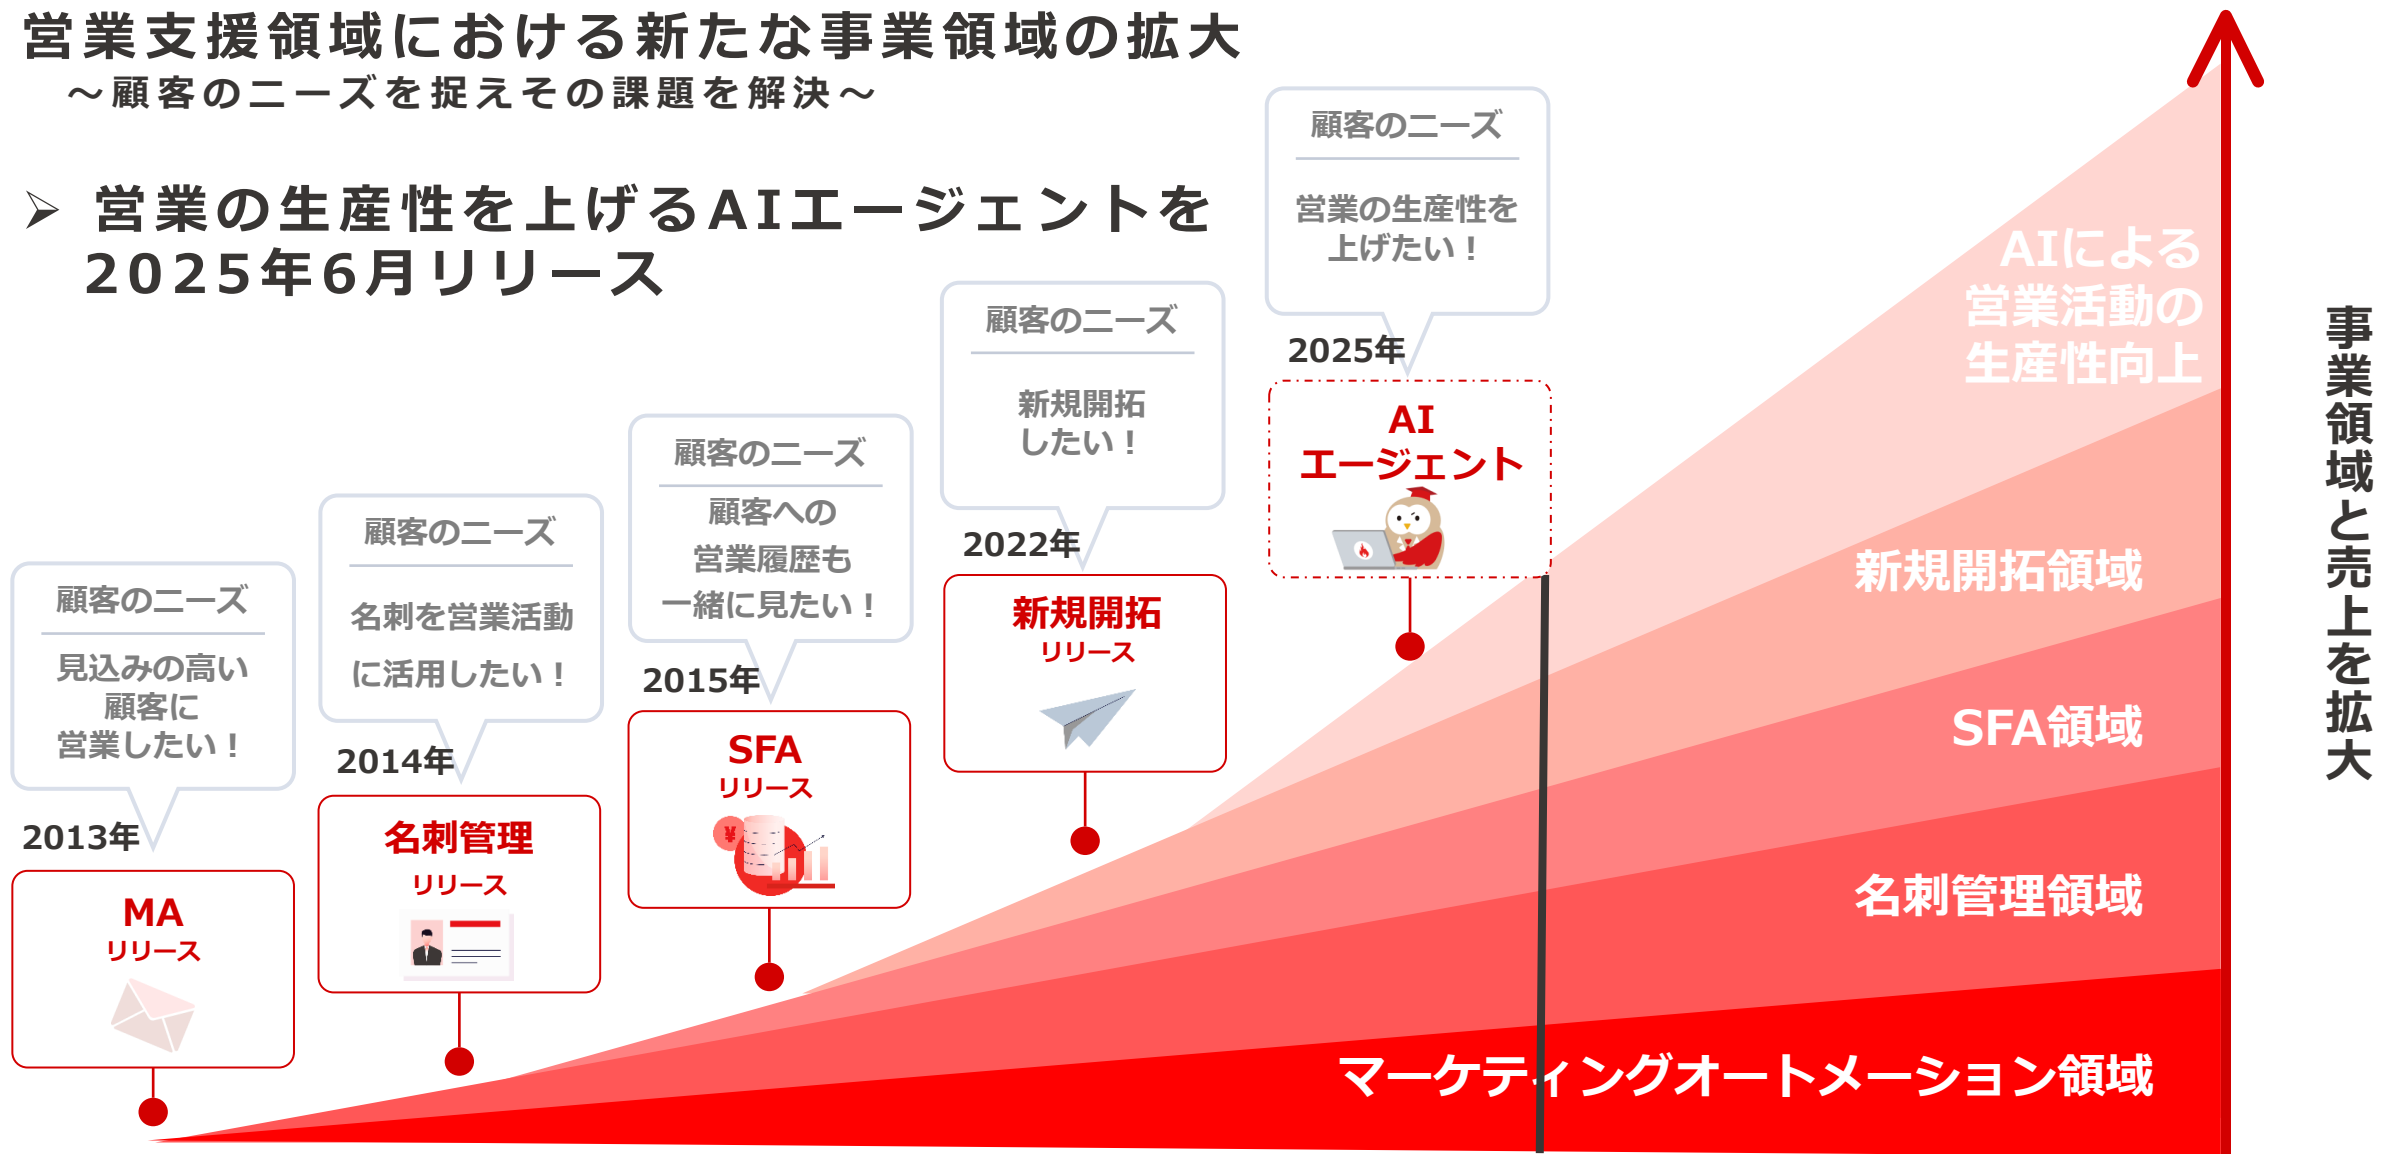 営業支援領域における新たな事業領域の拡大
～顧客のニーズを捉えその課題を解決～
➢ 営業の生産性を上げるAIエージェントを
2025年6月リリース
顧客のニーズ
見込みの高い
顧客に
営業したい！
2013年
MA
リリース
顧客のニーズ
名刺を営業活動
に活用したい！
2014年
名刺管理
リリース
顧客のニーズ
顧客への
営業履歴も
一緒に見たい！
2015年
SFA
リリース
¥
顧客のニーズ
新規開拓
したい！
2022年
新規開拓
リリース
顧客のニーズ
営業の生産性を
上げたい！
2025年
AI
エージェント
AIによる
営業活動の
生産性向上
新規開拓領域
SFA領域
名刺管理領域
マーケティングオートメーション領域
事業領域と売上を拡大